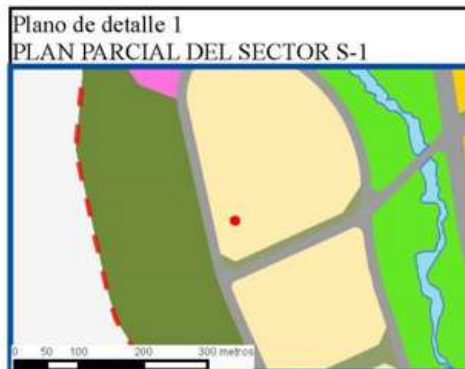 Plano de detalle 1
PLAN PARCIAL DEL SECTOR S-1
0 50 100 200 300 metros